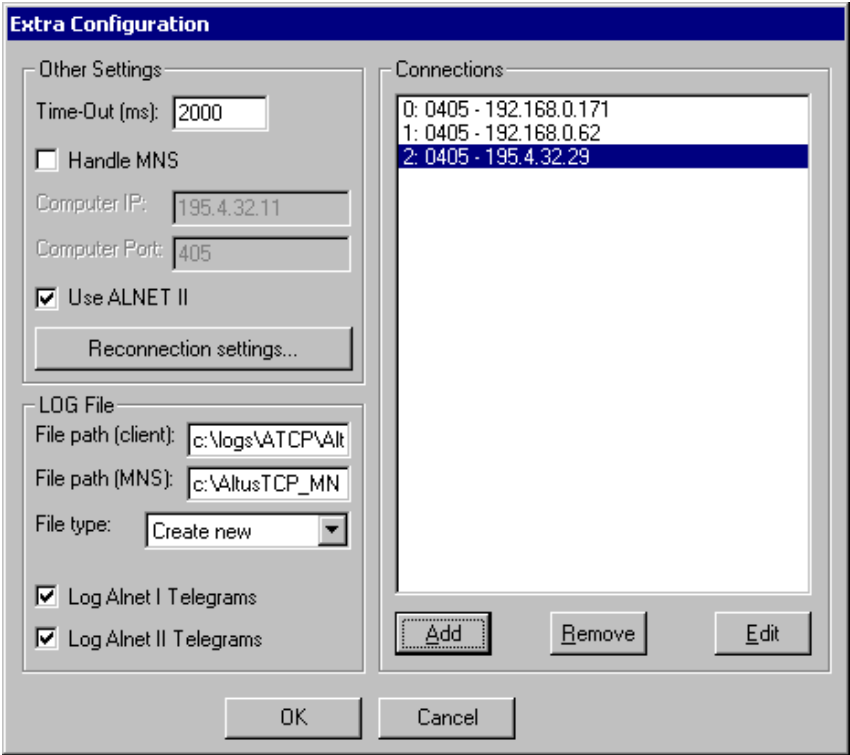 Extra Configuration
Other Settings
Time-Out (ms): 2000
Handle MNS
Computer IP: 195.4.32.11
Computer Port: 405
Use ALNET II
Reconnection settings...
LOG File
File path (client): c:\logs\ATCP\Alt
File path (MNS): c:\AltusTCP_MN
File type: Create new
Log Alnet I Telegrams
Log Alnet II Telegrams
Connections
0: 0405 - 192.168.0.171
1: 0405 - 192.168.0.62
2: 0405 - 195.4.32.29
Add Remove Edit
OK Cancel